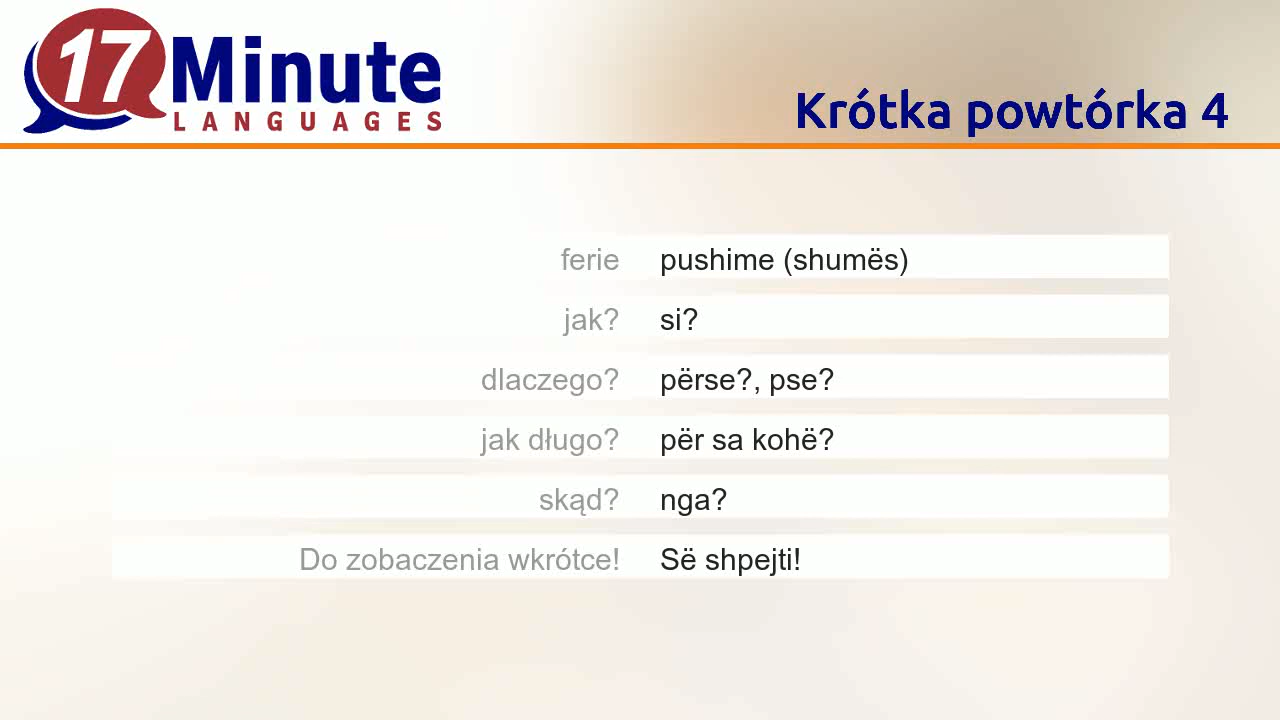 17 Minute
LANGUAGES
Krótka powtórka 4
ferie pushime (shumës)
jak? si?
dlaczego? përse?, pse?
jak długo? për sa kohë?
skąd? nga?
Do zobaczenia wkrótce! Së shpejti!